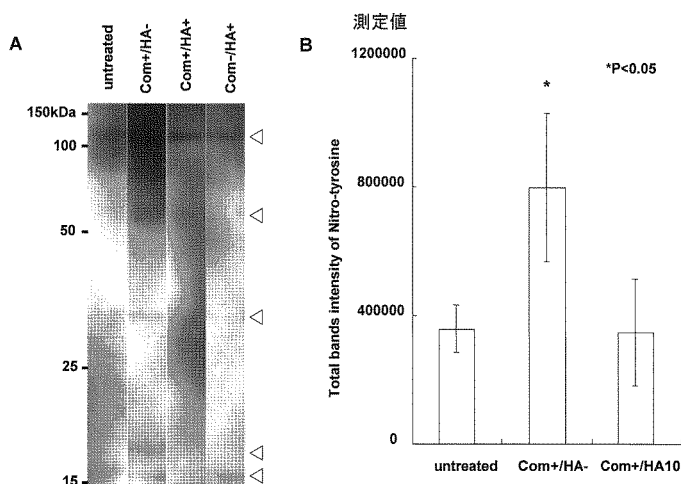 A
untreated
Com+/HA-
Com+/HA+
Com-/HA+
150kDa
100
50
25
15
B
測定値
1200000
800000
400000
0
Total bands intensity of Nitro-tyrosine
*P<0.05
*
untreated
Com+/HA-
Com+/HA10